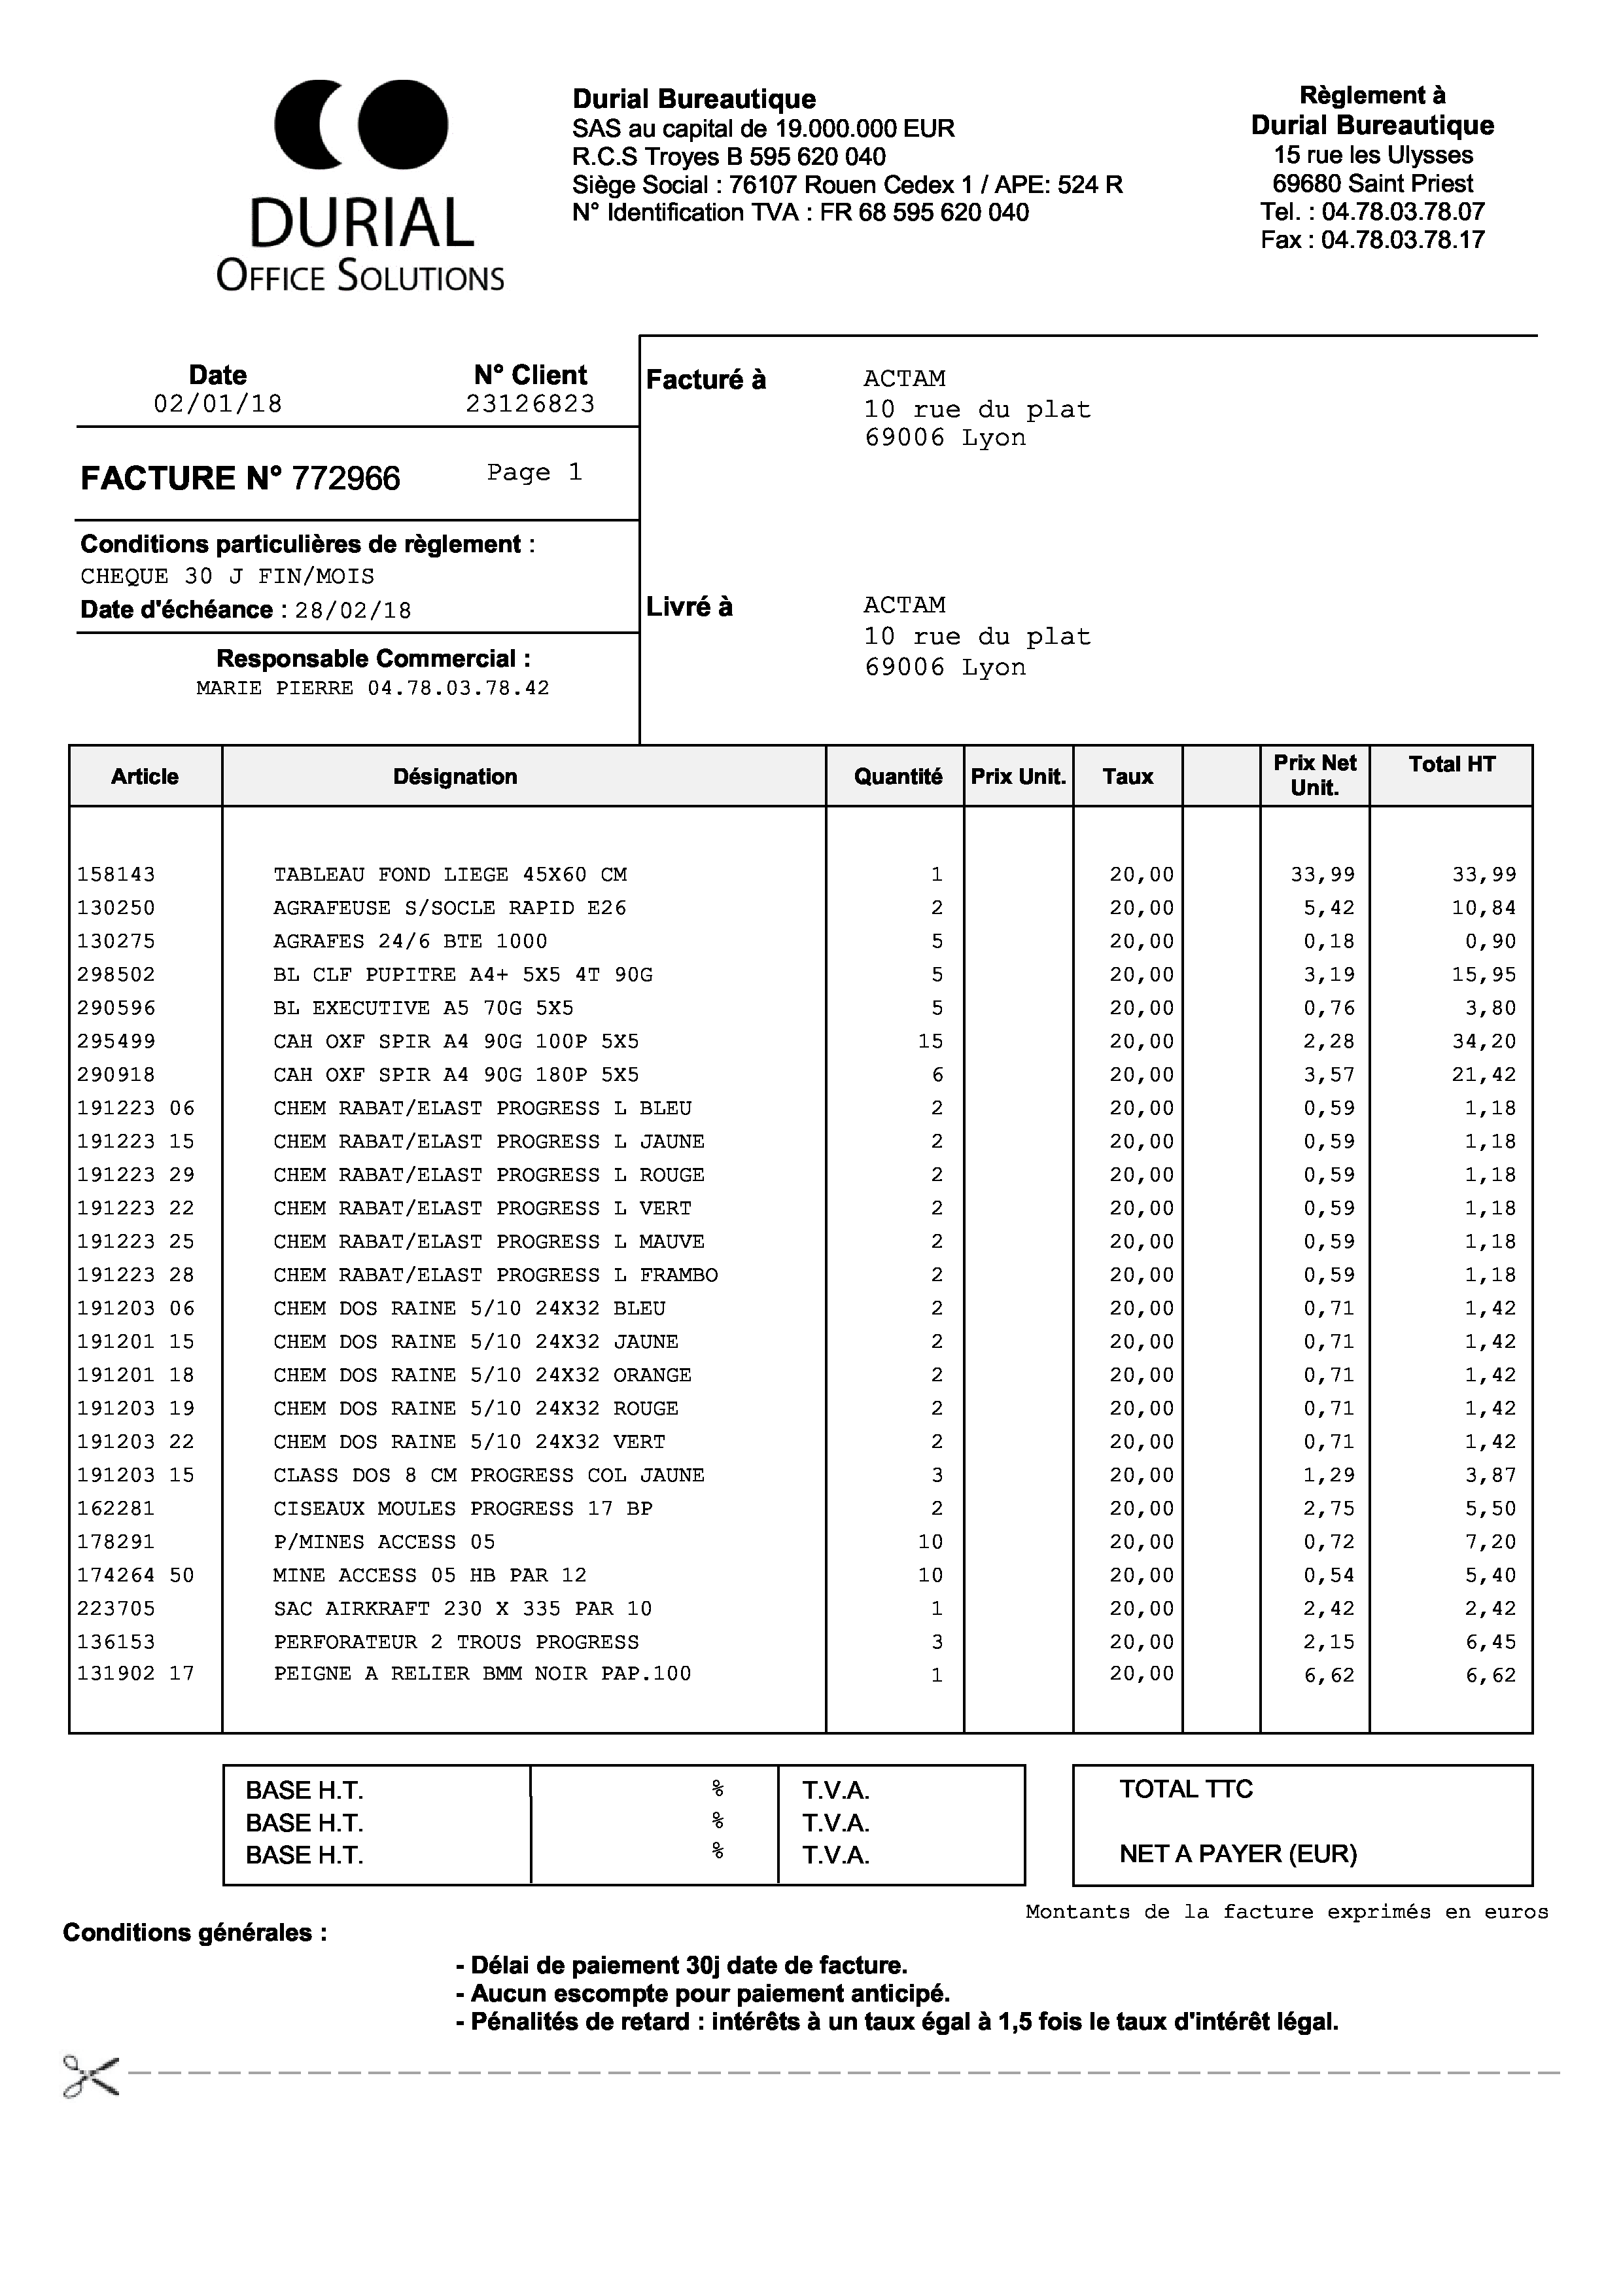 DURIAL
OFFICE SOLUTIONS
Durial Bureautique
SAS au capital de 19.000.000 EUR
R.C.S Troyes B 595 620 040
Siège Social : 76107 Rouen Cedex 1 / APE: 524 R
N° Identification TVA : FR 68 595 620 040
Règlement à
Durial Bureautique
15 rue les Ulysses
69680 Saint Priest
Tel. : 04.78.03.78.07
Fax : 04.78.03.78.17
Date N° Client
02/01/18 23126823
FACTURE N° 772966 Page 1
Conditions particulières de règlement :
CHEQUE 30 J FIN/MOIS
Date d'échéance : 28/02/18
Responsable Commercial :
MARIE PIERRE 04.78.03.78.42
Facturé à ACTAM
10 rue du plat
69006 Lyon
Livré à ACTAM
10 rue du plat
69006 Lyon
Article Désignation Quantité Prix Unit. Taux Prix Net Unit. Total HT
158143 TABLEAU FOND LIEGE 45X60 CM 1 20,00 33,99 33,99
130250 AGRAFEUSE S/SOCLE RAPID E26 2 20,00 5,42 10,84
130275 AGRAFES 24/6 BTE 1000 5 20,00 0,18 0,90
298502 BL CLF PUPITRE A4+ 5X5 4T 90G 5 20,00 3,19 15,95
290596 BL EXECUTIVE A5 70G 5X5 5 20,00 0,76 3,80
295499 CAH OXF SPIR A4 90G 100P 5X5 15 20,00 2,28 34,20
290918 CAH OXF SPIR A4 90G 180P 5X5 6 20,00 3,57 21,42
191223 06 CHEM RABAT/ELAST PROGRESS L BLEU 2 20,00 0,59 1,18
191223 15 CHEM RABAT/ELAST PROGRESS L JAUNE 2 20,00 0,59 1,18
191223 29 CHEM RABAT/ELAST PROGRESS L ROUGE 2 20,00 0,59 1,18
191223 22 CHEM RABAT/ELAST PROGRESS L VERT 2 20,00 0,59 1,18
191223 25 CHEM RABAT/ELAST PROGRESS L MAUVE 2 20,00 0,59 1,18
191223 28 CHEM RABAT/ELAST PROGRESS L FRAMBO 2 20,00 0,59 1,18
191203 06 CHEM DOS RAINE 5/10 24X32 BLEU 2 20,00 0,71 1,42
191201 15 CHEM DOS RAINE 5/10 24X32 JAUNE 2 20,00 0,71 1,42
191201 18 CHEM DOS RAINE 5/10 24X32 ORANGE 2 20,00 0,71 1,42
191203 19 CHEM DOS RAINE 5/10 24X32 ROUGE 2 20,00 0,71 1,42
191203 22 CHEM DOS RAINE 5/10 24X32 VERT 2 20,00 0,71 1,42
191203 15 CLASS DOS 8 CM PROGRESS COL JAUNE 3 20,00 1,29 3,87
162281 CISEAUX MOULES PROGRESS 17 BP 2 20,00 2,75 5,50
178291 P/MINES ACCESS 05 10 20,00 0,72 7,20
174264 50 MINE ACCESS 05 HB PAR 12 10 20,00 0,54 5,40
223705 SAC AIRKRAFT 230 X 335 PAR 10 1 20,00 2,42 2,42
136153 PERFORATEUR 2 TROUS PROGRESS 3 20,00 2,15 6,45
131902 17 PEIGNE A RELIER BMM NOIR PAP.100 1 20,00 6,62 6,62
BASE H.T. % T.V.A.
BASE H.T. % T.V.A.
BASE H.T. % T.V.A.
TOTAL TTC
NET A PAYER (EUR)
Montants de la facture exprimés en euros
Conditions générales :
- Délai de paiement 30j date de facture.
- Aucun escompte pour paiement anticipé.
- Pénalités de retard : intérêts à un taux égal à 1,5 fois le taux d'intérêt légal.